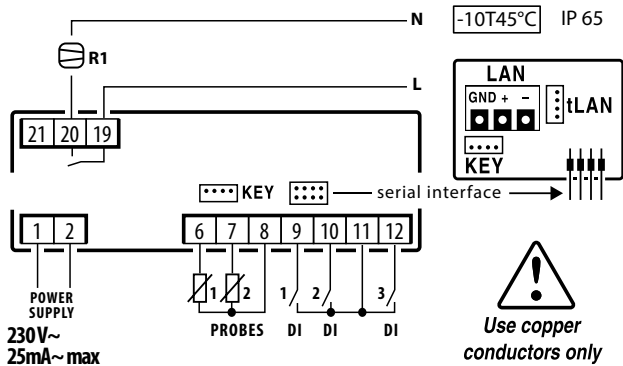 N
-10T45°C IP 65
R1
L
LAN
GND + -
tLAN
KEY
21 20 19
KEY
serial interface
1 2
6 7 8 9 10 11 12
POWER
SUPPLY
230 V~
25mA~ max
1 2
1 2 3
PROBES DI DI DI
Use copper
conductors only